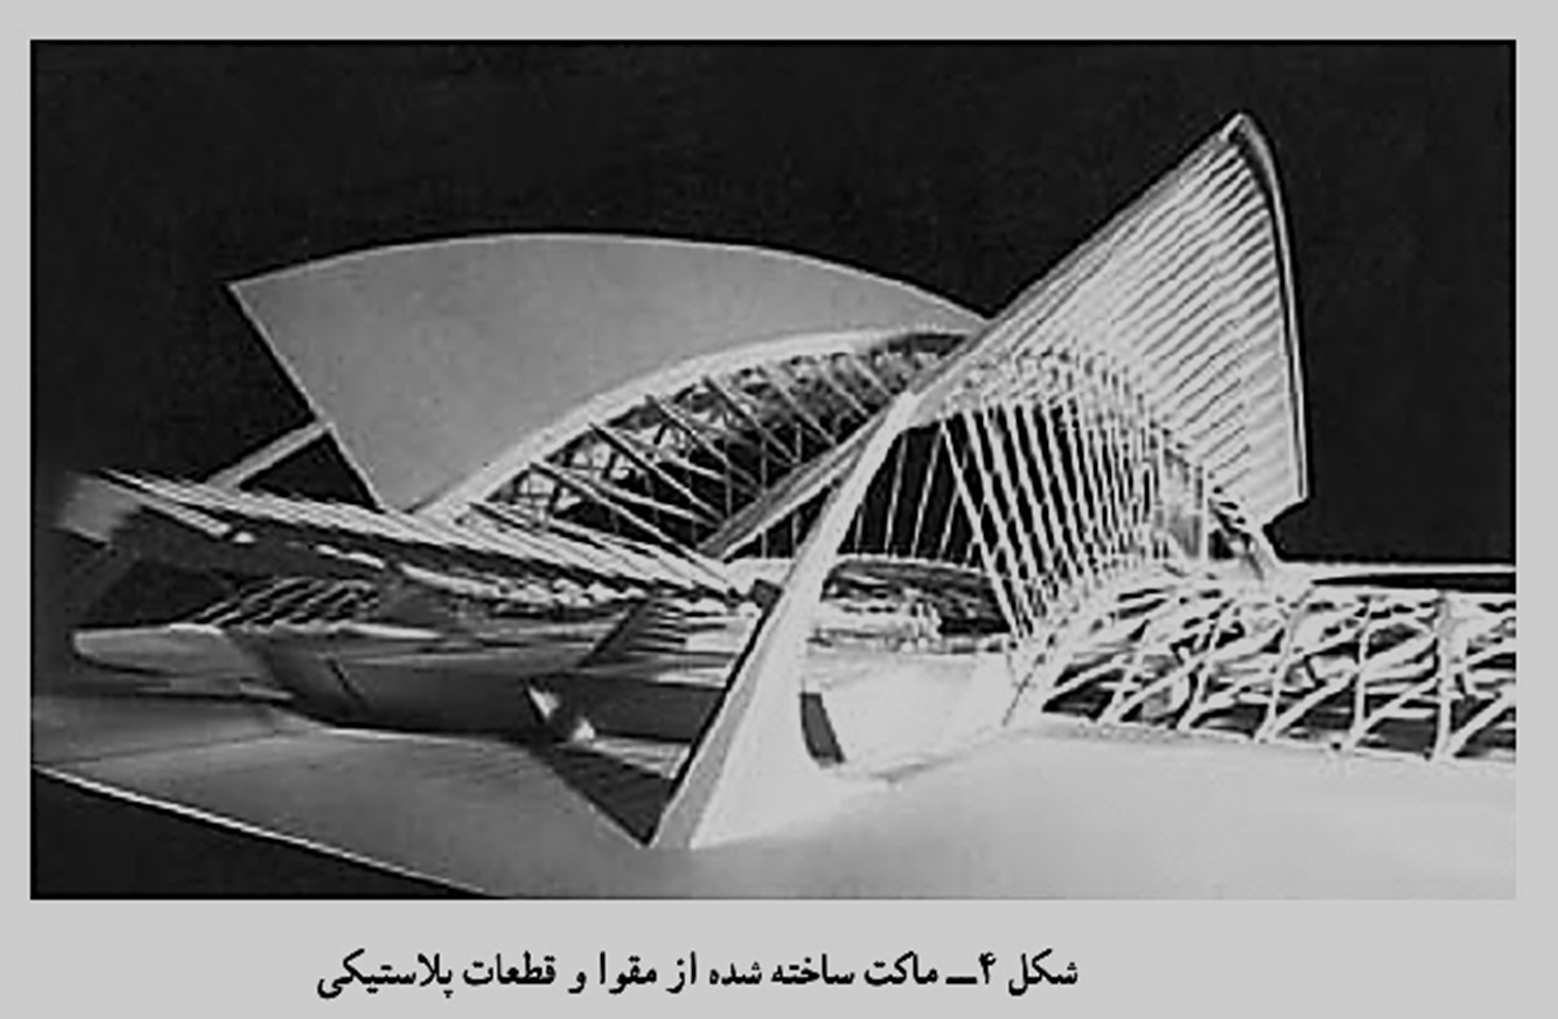 شکل ۴ــ ماکت ساخته شده از مقوا و قطعات پلاستیکی